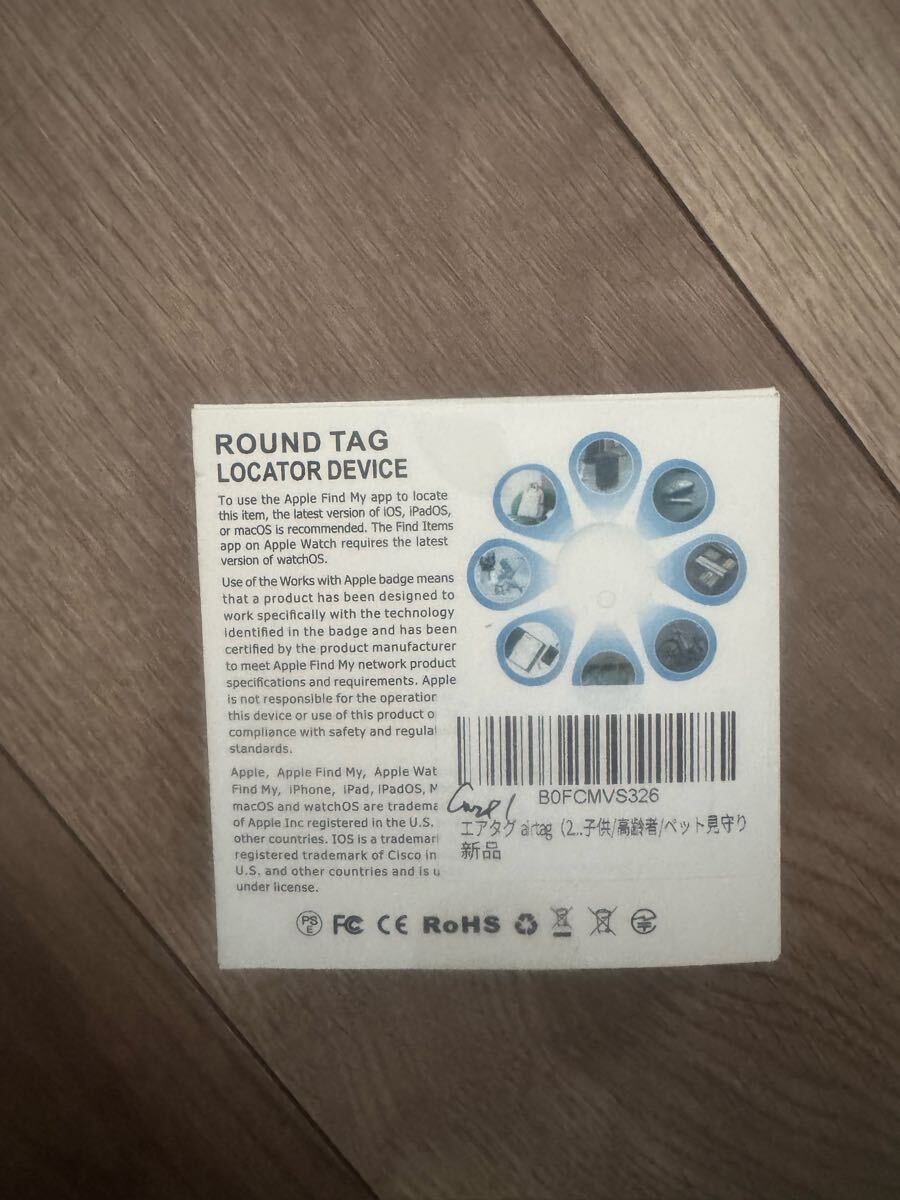 ROUND TAG
LOCATOR DEVICE
To use the Apple Find My app to locate
this item, the latest version of iOS, iPadOS,
or macOS is recommended. The Find Items
app on Apple Watch requires the latest
version of watchOS.
Use of the Works with Apple badge means
that a product has been designed to
work specifically with the technology
identified in the badge and has been
certified by the product manufacturer
to meet Apple Find My network product
specifications and requirements. Apple
is not responsible for the operation
this device or use of this product o
compliance with safety and regula
standards.
Apple, Apple Find My, Apple Wat
Find My, iPhone, iPad, iPadOS, M
macOS and watchOS are tradema
of Apple Inc registered in the U.S.
other countries. IOS is a trademar
registered trademark of Cisco in
U.S. and other countries and is u
under license.
B0FCMVS326
エアタグ airtag (2...子供/高齢者/ペット見守り
新品
PSE FC CE RoHS